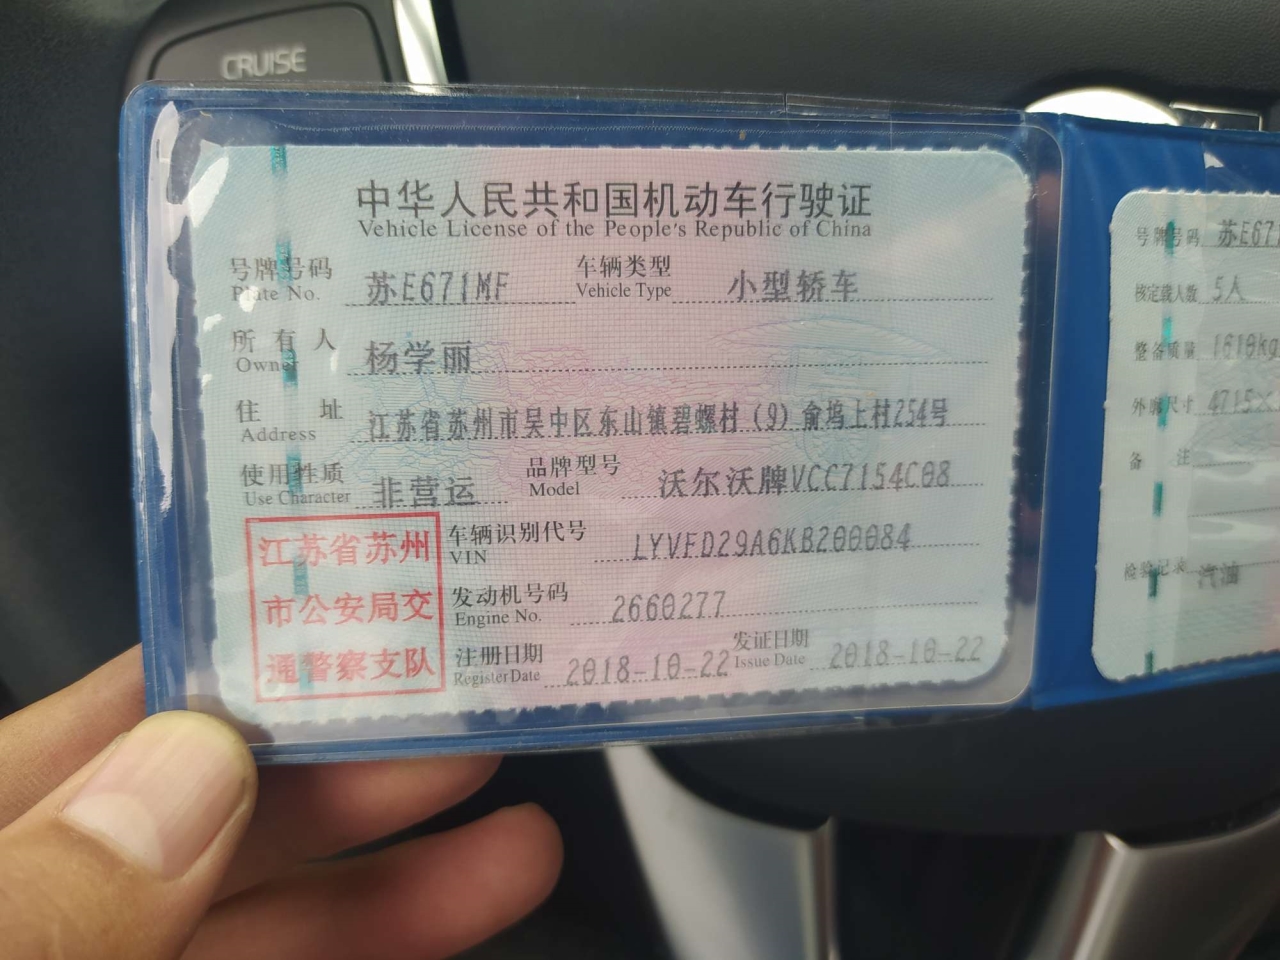 CRUISE
中华人民共和国机动车行驶证
Vehicle License of the People's Republic of China
号牌号码 苏E671MF 车辆类型 小型轿车
Plate No. Vehicle Type
所有人 杨学丽
Owner
住址 江苏省苏州市吴中区东山镇碧螺村（9）俞坞上村254号
Address
使用性质 非营运 品牌型号 沃尔沃牌VCC7154C08
Use Character Model
车辆识别代号 LYVFD29A6KB200084
VIN
发动机号码 2660277
Engine No.
注册日期 2018-10-22 发证日期 2018-10-22
Register Date Issue Date
江苏省苏州
市公安局交
通警察支队
号牌号码 苏E671
核定载人数 5人
整备质量 1610kg
外廓尺寸 4715×
备注
检验记录 汽油